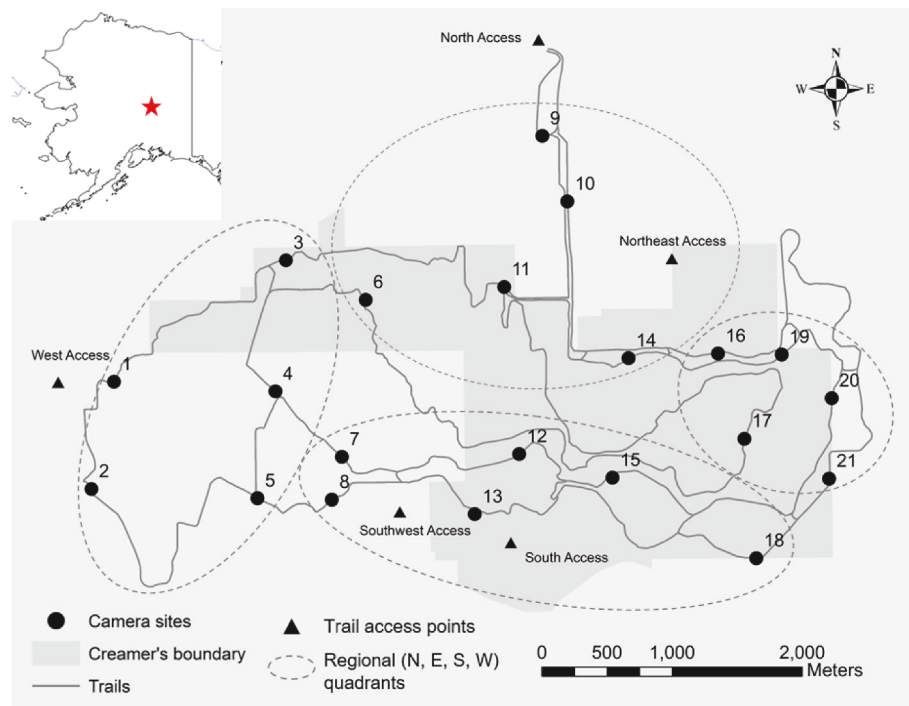 North Access
N
W
E
S
9
10
Northeast Access
3
11
6
16
19
14
West Access
1
4
20
17
7
12
2
5
8
15
21
13
Southwest Access
South Access
18
Camera sites
Creamer's boundary
Trails
Trail access points
Regional (N, E, S, W)
quadrants
0 500 1,000 2,000
Meters